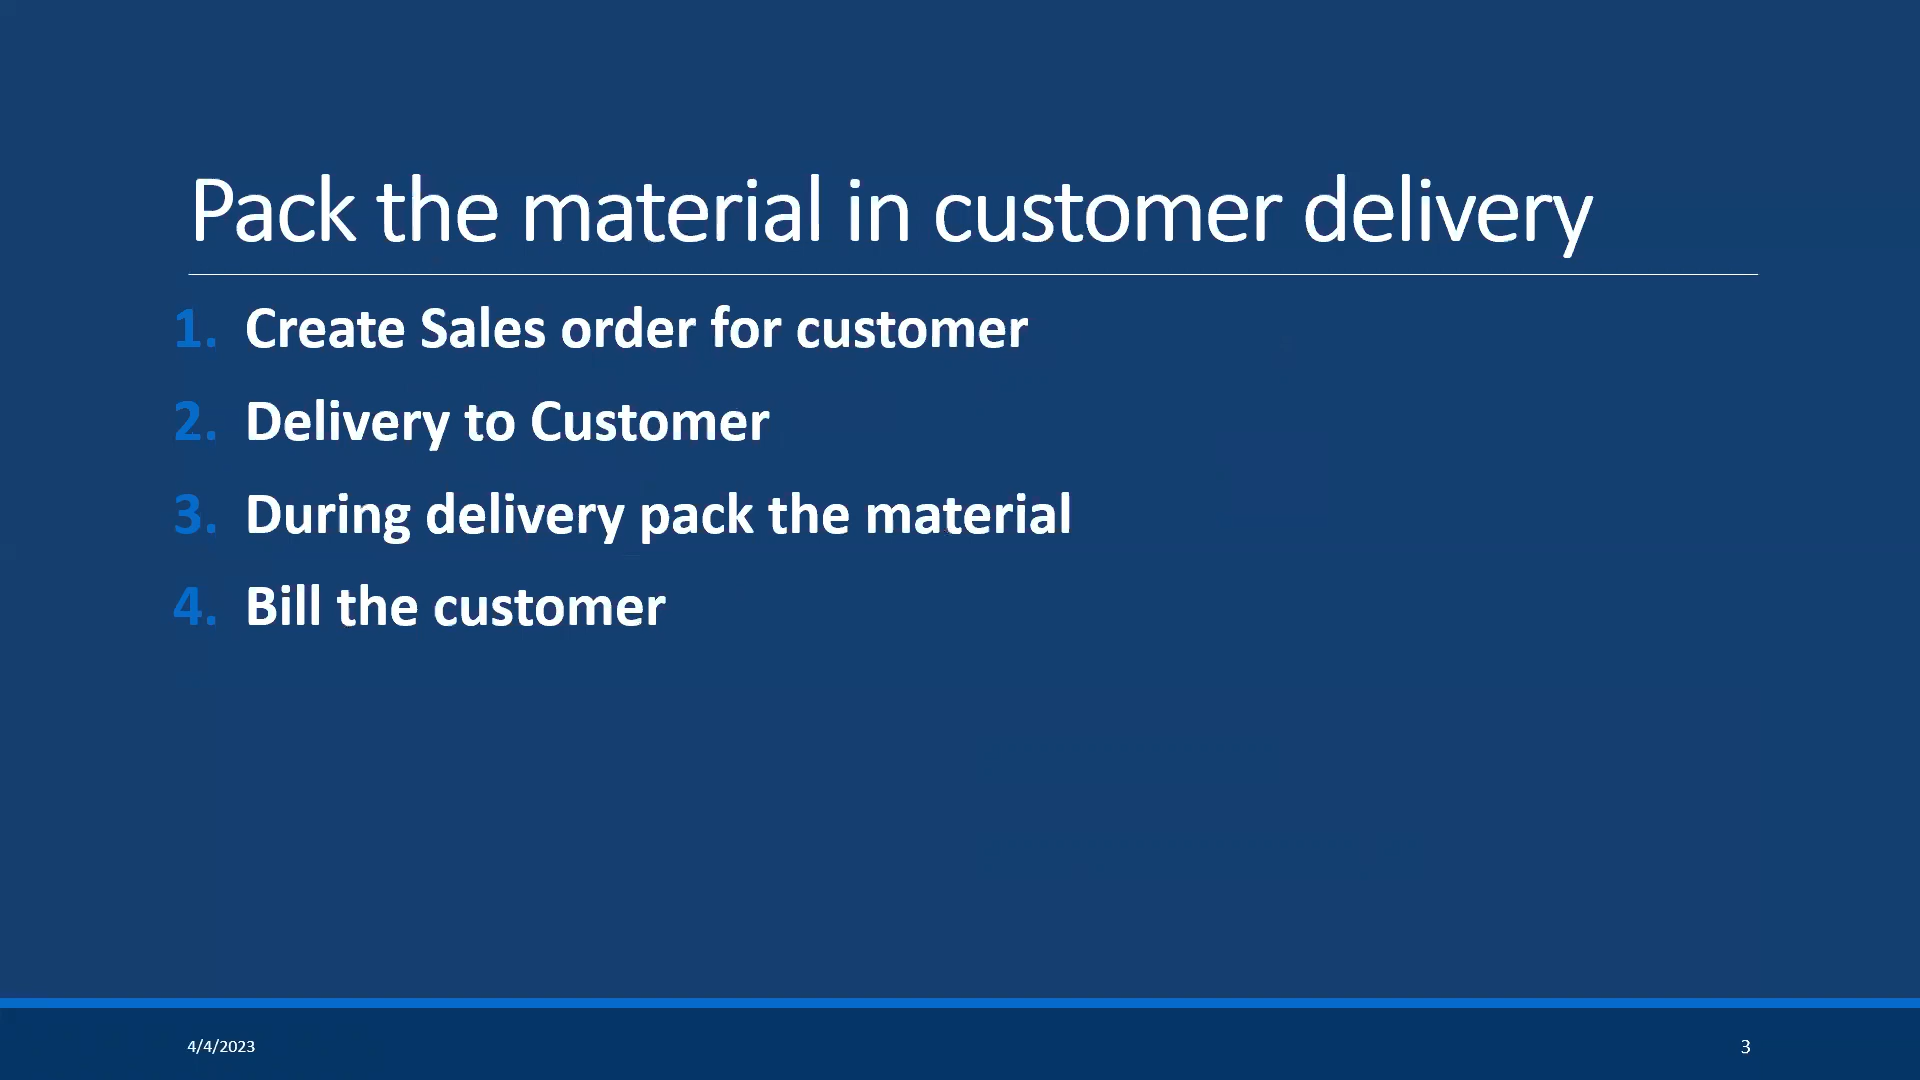 Pack the material in customer delivery
1. Create Sales order for customer
2. Delivery to Customer
3. During delivery pack the material
4. Bill the customer
4/4/2023
3